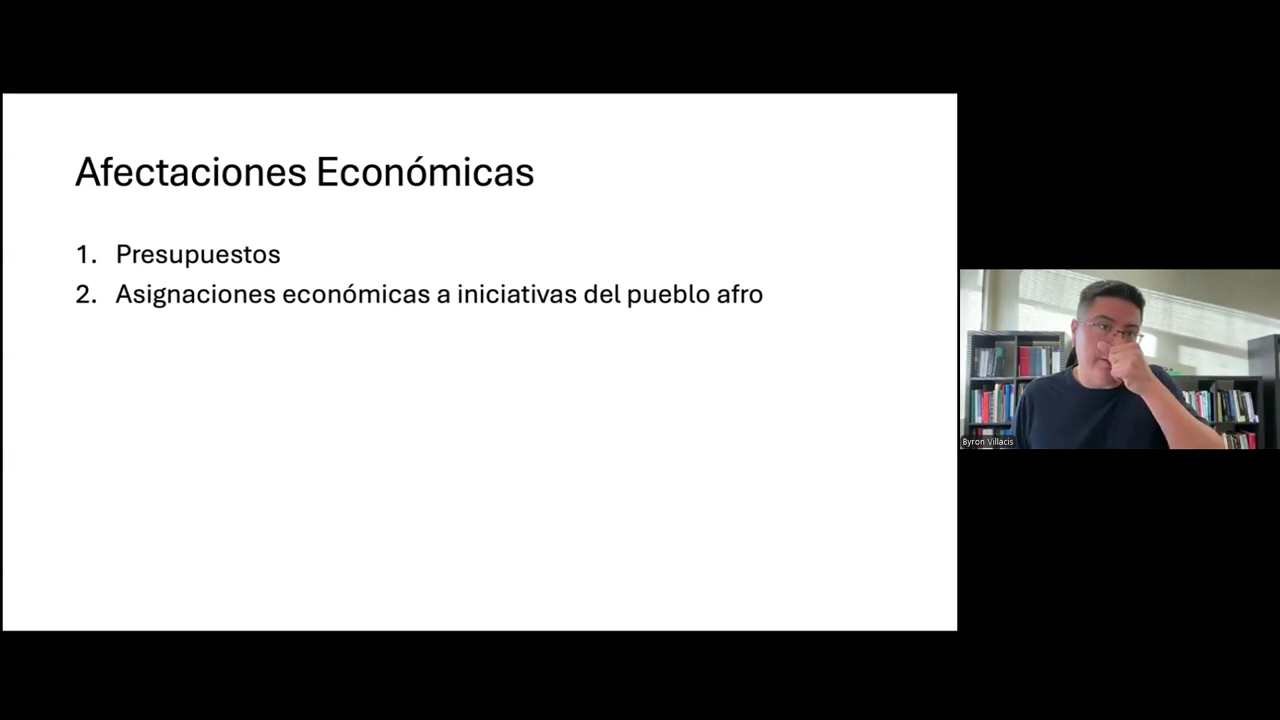 Afectaciones Económicas
1. Presupuestos
2. Asignaciones económicas a iniciativas del pueblo afro
Byron Villacis